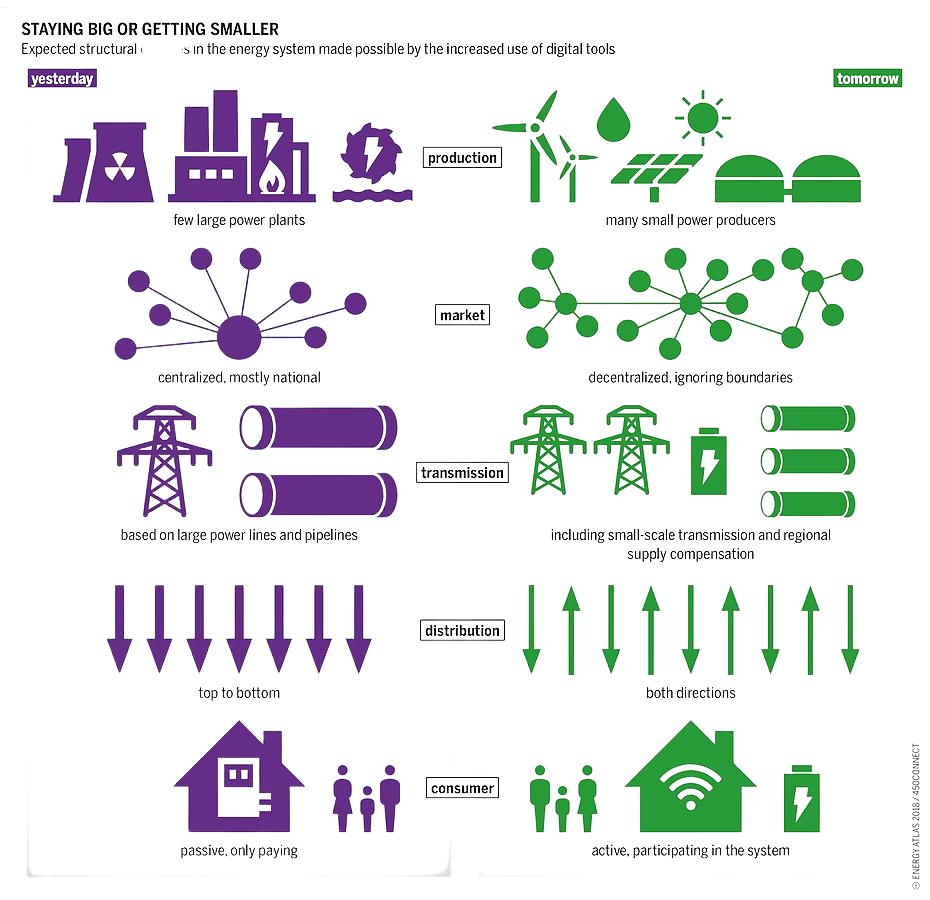 STAYING BIG OR GETTING SMALLER
Expected structural in the energy system made possible by the increased use of digital tools
yesterday
tomorrow
production
few large power plants
many small power producers
market
centralized, mostly national
decentralized, ignoring boundaries
transmission
based on large power lines and pipelines
including small-scale transmission and regional
supply compensation
distribution
top to bottom
both directions
consumer
passive, only paying
active, participating in the system
© ENERGY ATLAS 2018 / 450CONNECT